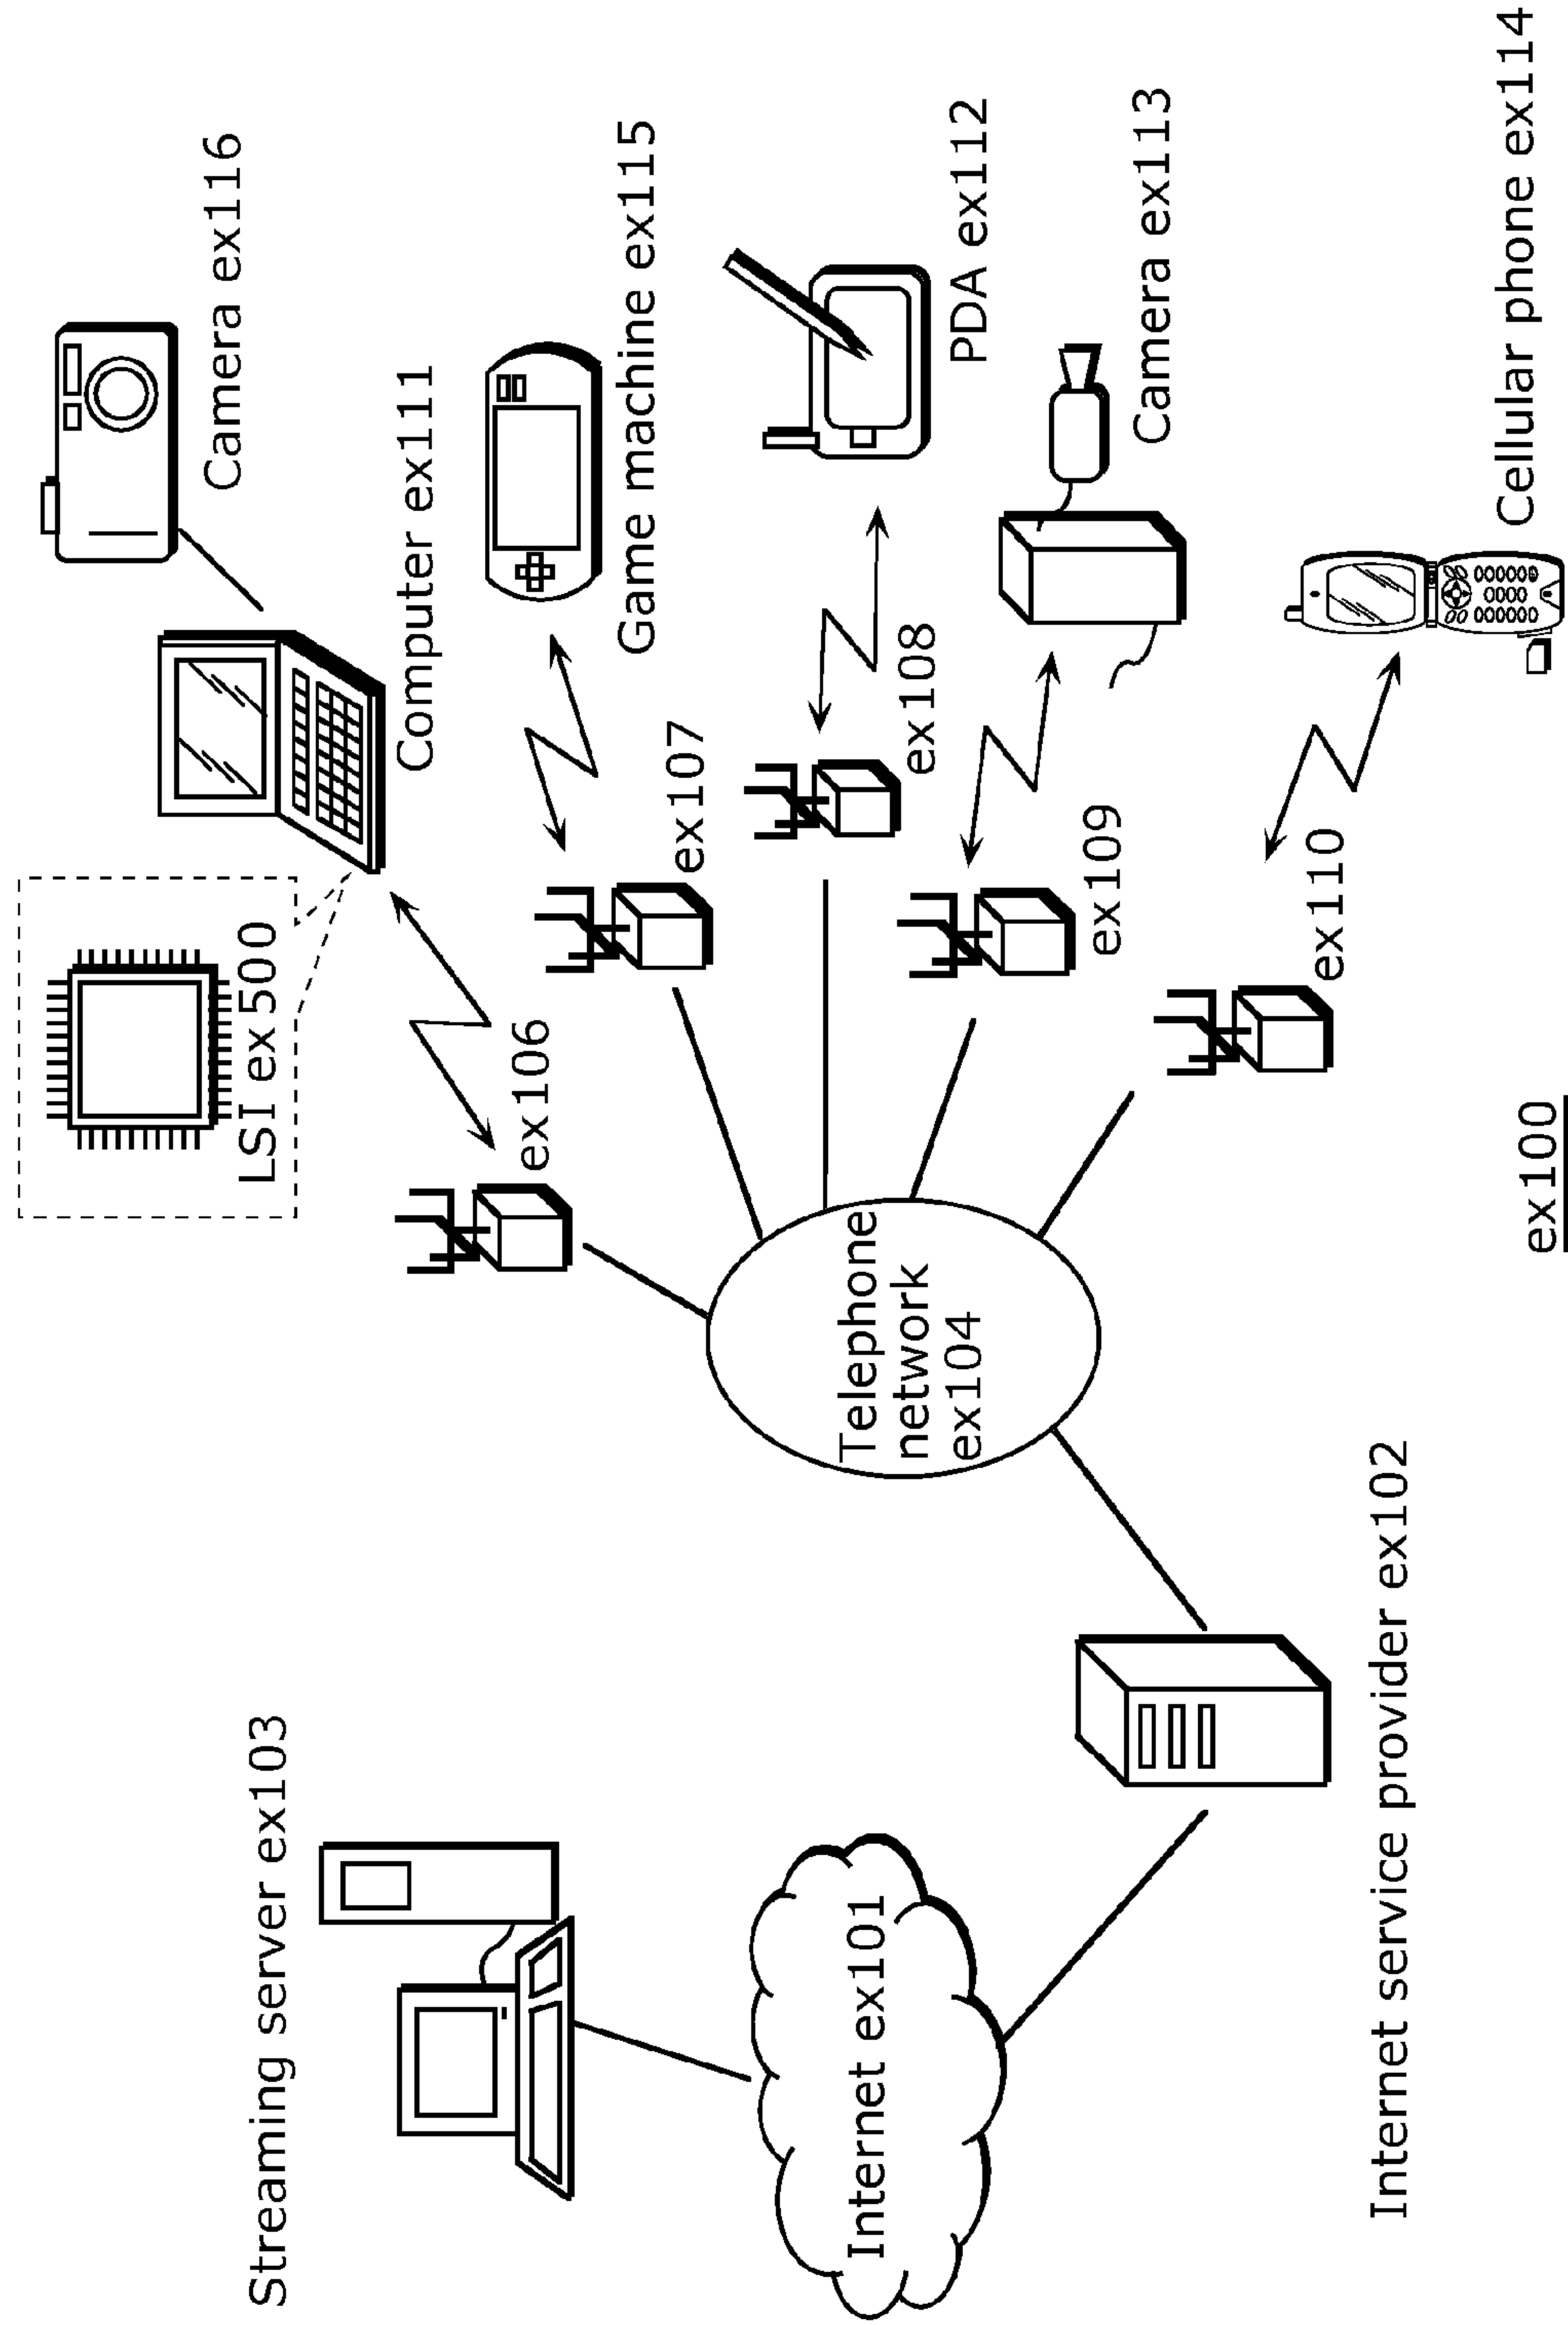 LSI ex500
Camera ex116
Streaming server ex103
Computer ex111
ex106
Game machine ex115
ex107
Telephone
network
ex104
Internet ex101
ex108
PDA ex112
ex109
Camera ex113
ex110
Internet service provider ex102
Cellular phone ex114
ex100